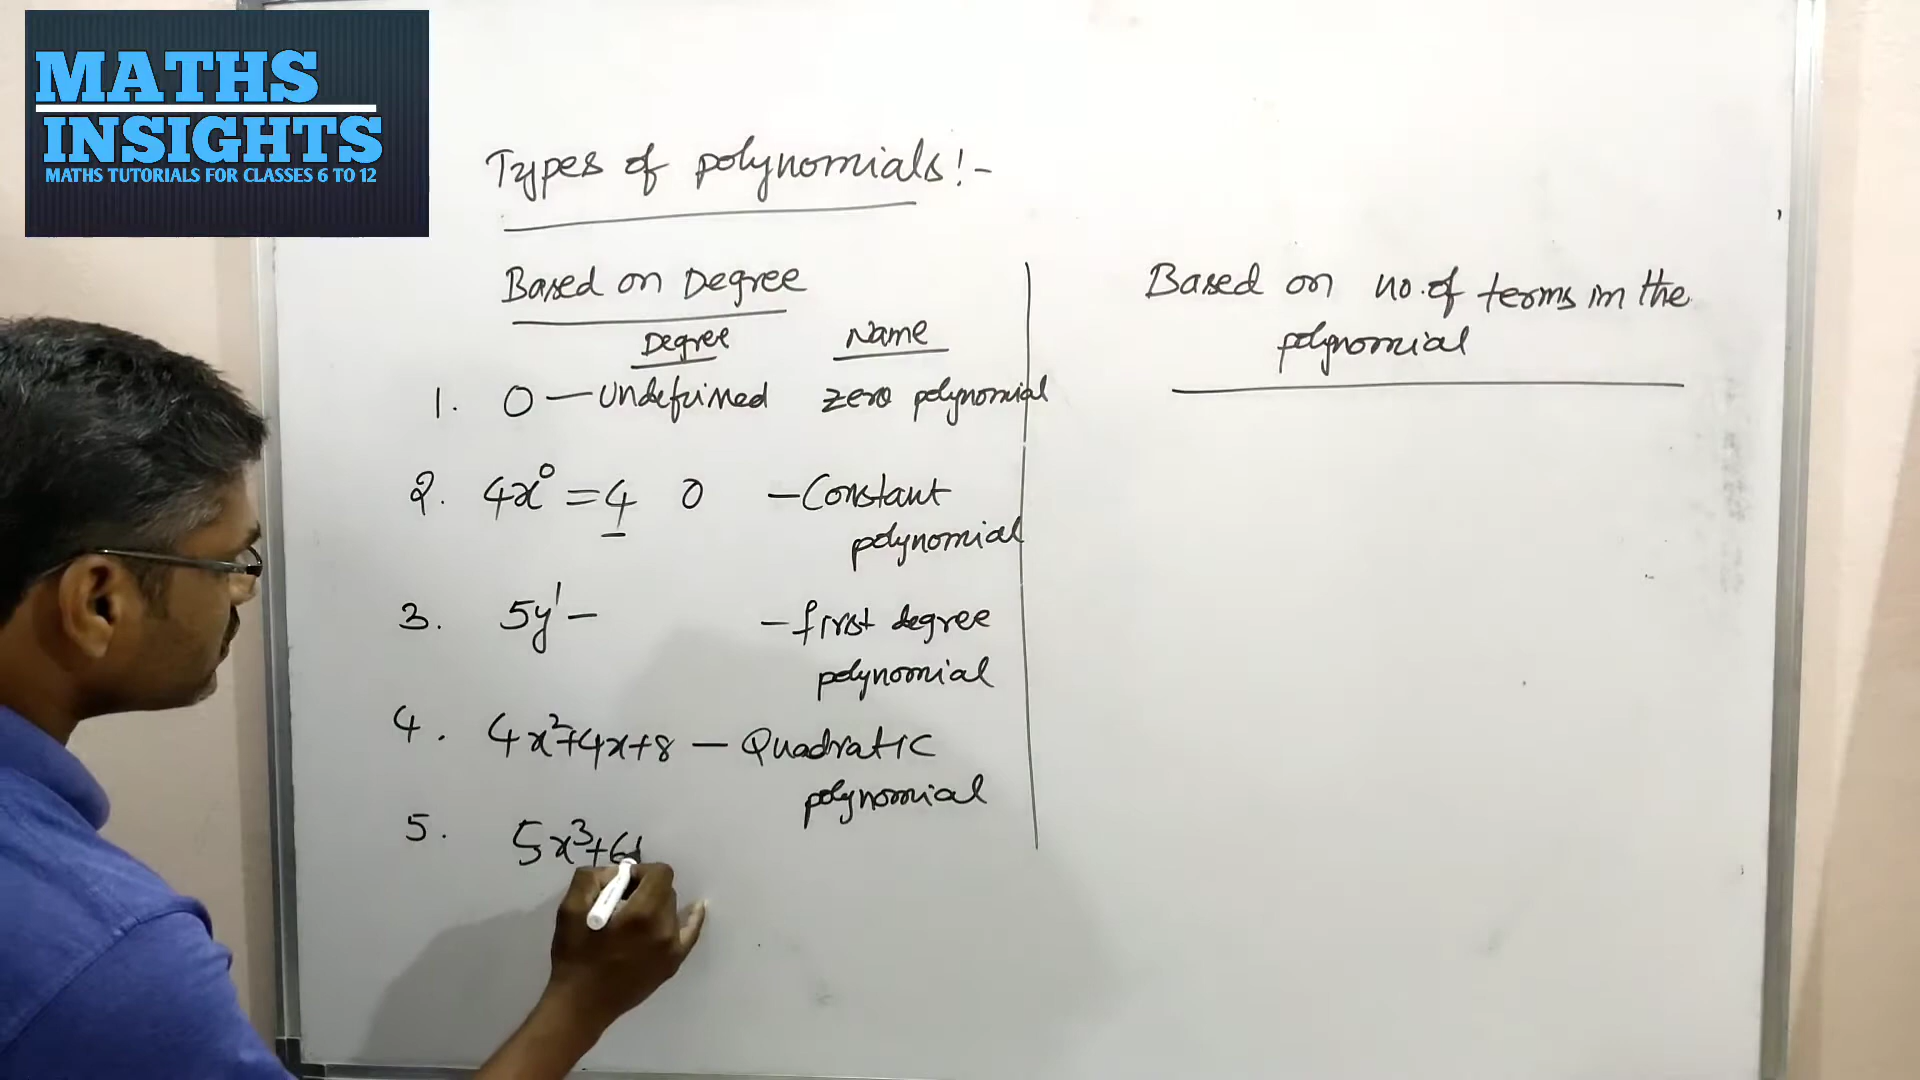 MATHS
INSIGHTS
MATHS TUTORIALS FOR CLASSES 6 TO 12
Types of polynomials!-
Based on Degree
Degree Name
1. 0 — Undefined zero polynomial
2. 4x⁰ = 4 0 — Constant
polynomial
3. 5y¹ — — first degree
polynomial
4. 4x²+4x+8 — Quadratic
polynomial
5. 5x³+6
Based on no. of terms in the
polynomial